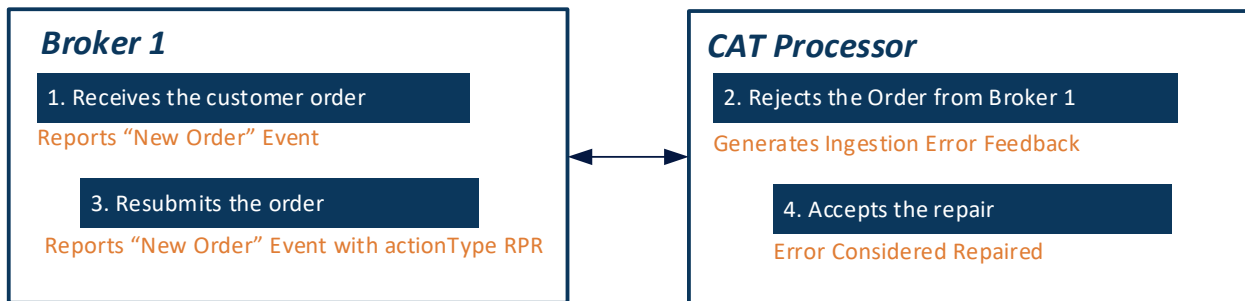 Broker 1
1. Receives the customer order
Reports “New Order” Event
3. Resubmits the order
Reports “New Order” Event with actionType RPR
CAT Processor
2. Rejects the Order from Broker 1
Generates Ingestion Error Feedback
4. Accepts the repair
Error Considered Repaired